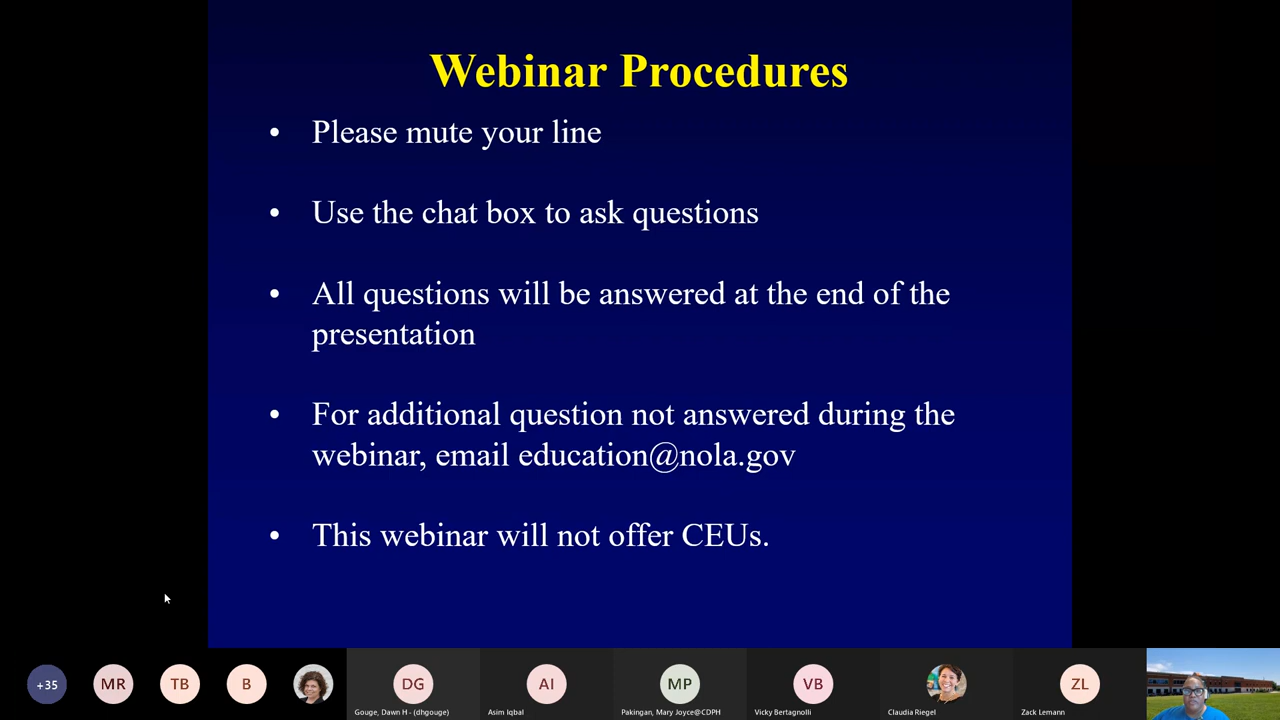 Webinar Procedures
• Please mute your line
• Use the chat box to ask questions
• All questions will be answered at the end of the
presentation
• For additional question not answered during the
webinar, email education@nola.gov
• This webinar will not offer CEUs.
+35
MR
TB
B
DG
AI
MP
VB
ZL
Gouge, Dawn H - (dhgouge)
Asim Iqbal
Pakingan, Mary Joyce@CDPH
Vicky Bertagnolli
Claudia Riegel
Zack Lemann